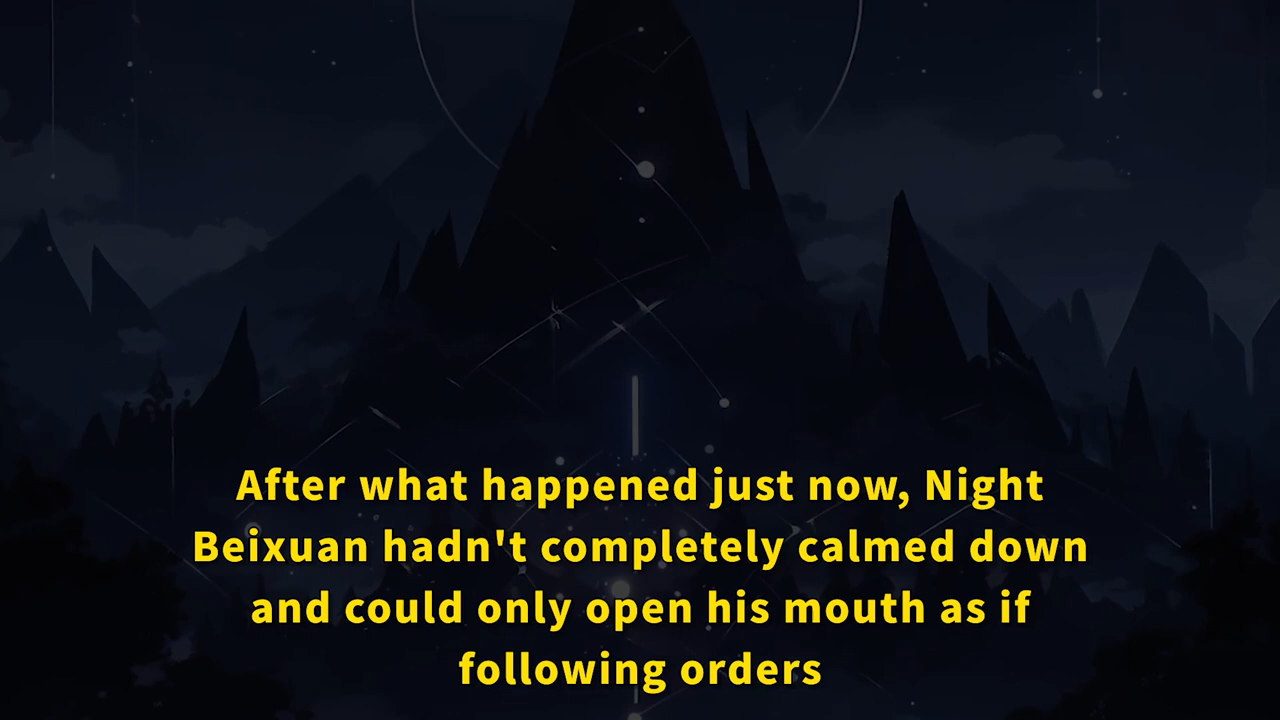 After what happened just now, Night
Beixuan hadn't completely calmed down
and could only open his mouth as if
following orders